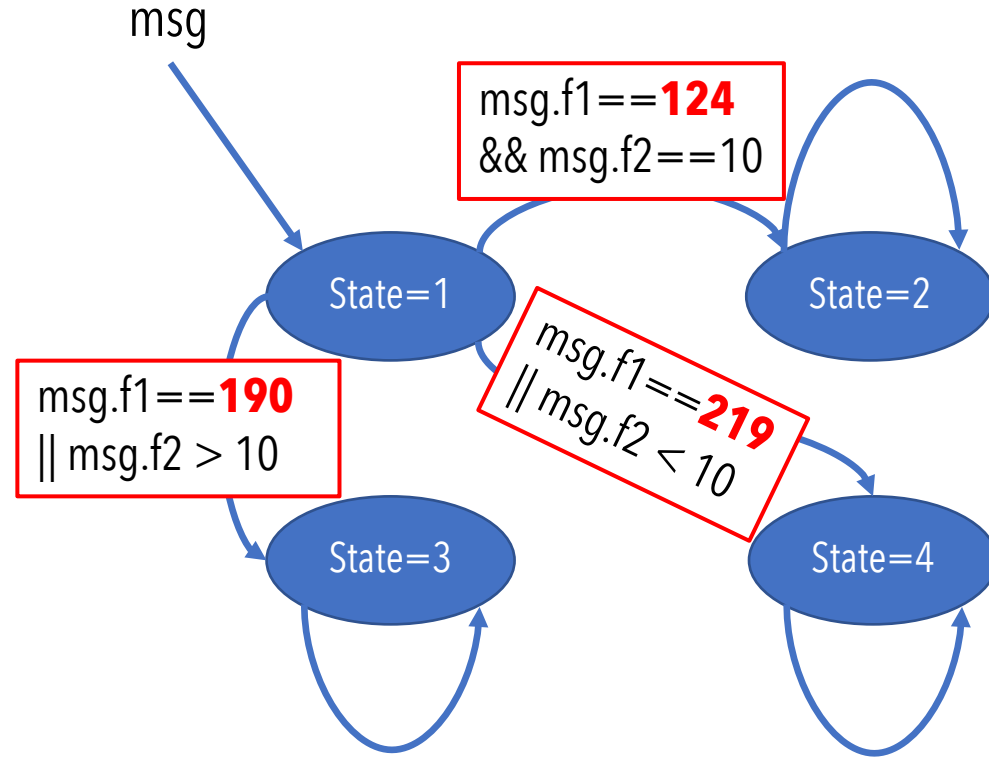 msg
msg.f1==124
&& msg.f2==10
State=1
State=2
msg.f1==190
|| msg.f2 > 10
msg.f1==219
|| msg.f2 < 10
State=3
State=4